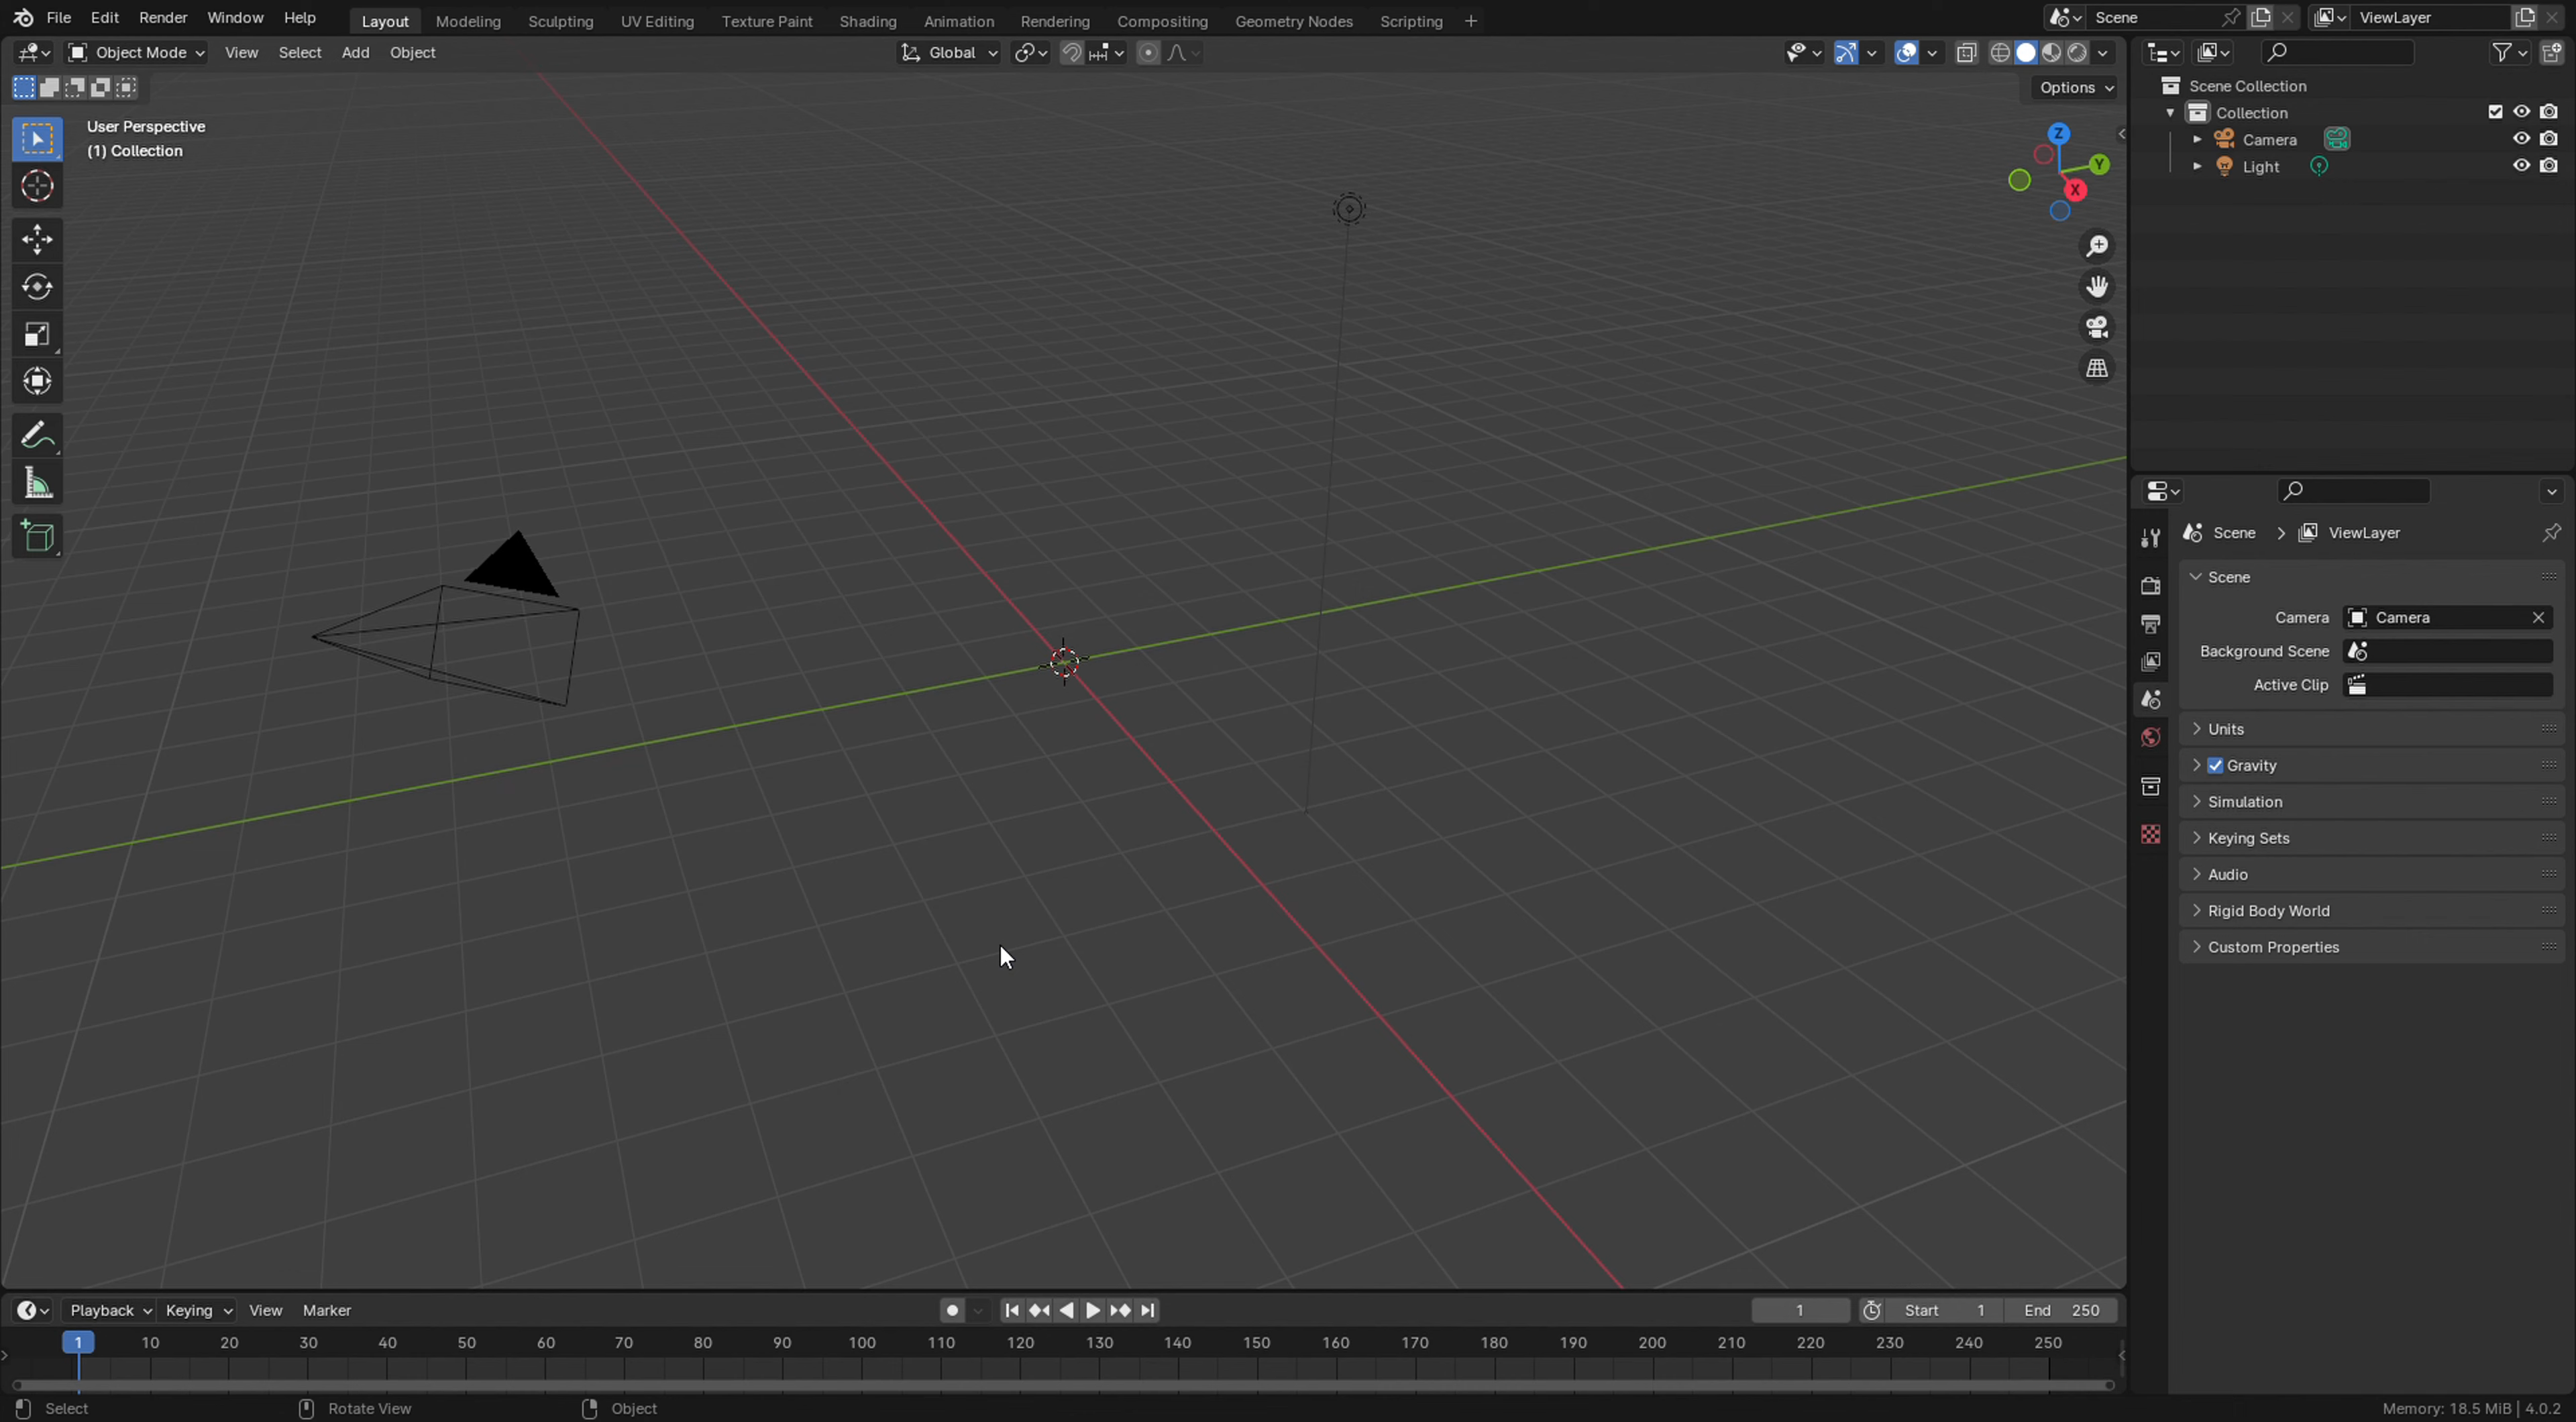 File Edit Render Window Help Layout Modeling Sculpting UV Editing Texture Paint Shading Animation Rendering Compositing Geometry Nodes Scripting + Scene ViewLayer
Object Mode View Select Add Object Global
Options
User Perspective
(1) Collection
Z
Y
X
Scene Collection
Collection
Camera
Light
Scene > ViewLayer
Scene
Camera Camera
Background Scene
Active Clip
Units
Gravity
Simulation
Keying Sets
Audio
Rigid Body World
Custom Properties
Playback Keying View Marker 1 Start 1 End 250
1 10 20 30 40 50 60 70 80 90 100 110 120 130 140 150 160 170 180 190 200 210 220 230 240 250
Select Rotate View Object Memory: 18.5 MiB | 4.0.2